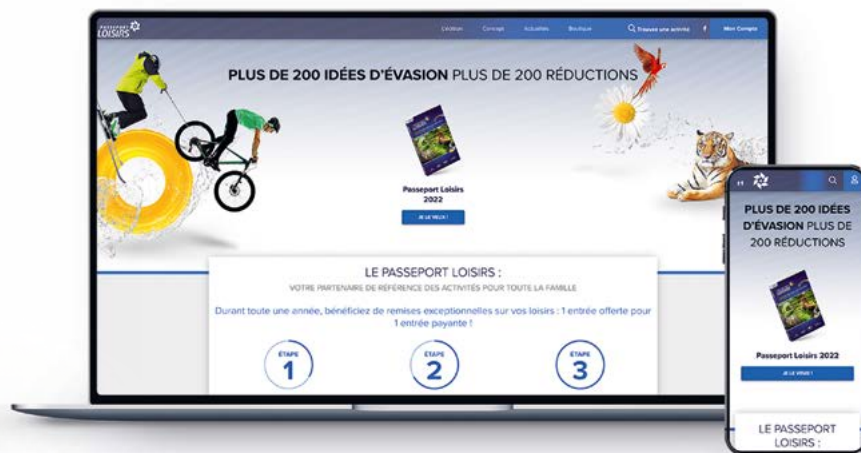 PASSEPORT
LOISIRS
Création Concept Actualités Boutique Trouvez une activité f Mon Compte
PLUS DE 200 IDÉES D'ÉVASION PLUS DE 200 RÉDUCTIONS
Passeport Loisirs
2022
JE LE VEUX !
LE PASSEPORT LOISIRS :
VOTRE PARTENAIRE DE RÉFÉRENCE DES ACTIVITÉS POUR TOUTE LA FAMILLE
Durant toute une année, bénéficiez de remises exceptionnelles sur vos loisirs : 1 entrée offerte pour
1 entrée payante !
ÉTAPE
1
ÉTAPE
2
ÉTAPE
3
PLUS DE 200 IDÉES
D'ÉVASION PLUS DE
200 RÉDUCTIONS
Passeport Loisirs 2022
JE LE VEUX !
LE PASSEPORT
LOISIRS :